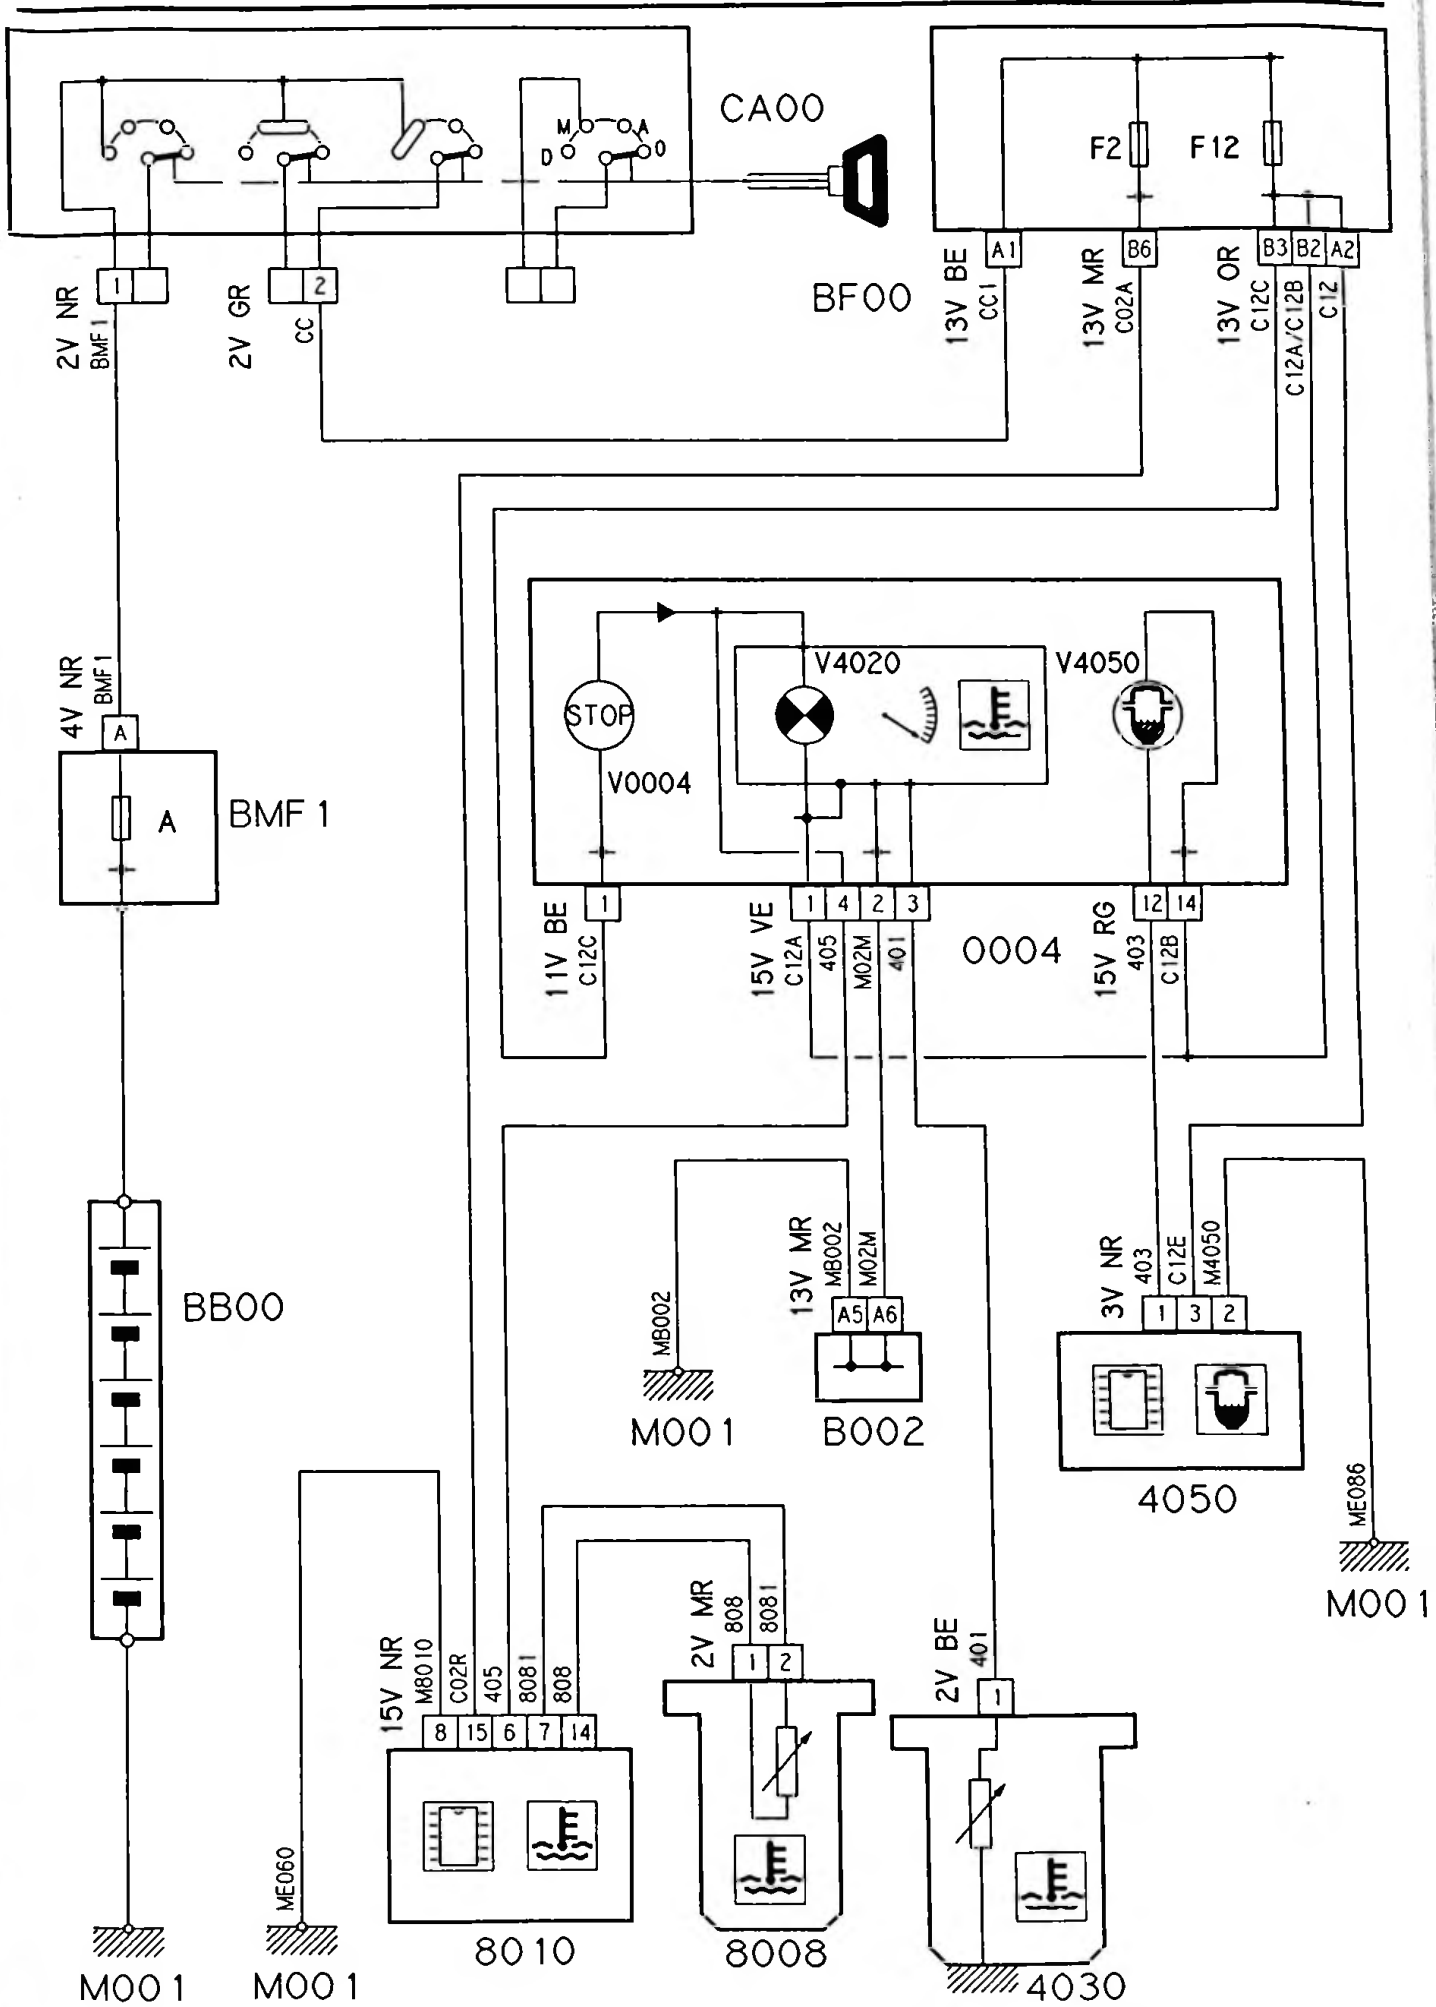 CA00
M A
D O
F2 F12
1
2
A1 B6 B3 B2 A2
BF00
2V NR
BMF1
2V GR
CC
13V BE
CC1
13V MR
C02A
13V OR
C12C
C12A/C12B
C12
4V NR
BMF1
A
A
BMF1
V4020
V4050
STOP
V0004
1
1 4 2 3
12 14
11V BE
C12C
15V VE
C12A
405
M02M
401
0004
15V RG
403
C12B
BB00
13V MR
MB002
M02M
MB002
A5 A6
M001
B002
3V NR
403
C12E
M4050
1 3 2
4050
ME086
M001
15V NR
M8010
C02R
405
8081
808
8 15 6 7 14
2V MR
808
8081
1 2
2V BE
401
1
ME060
8010
8008
4030
M001
M001